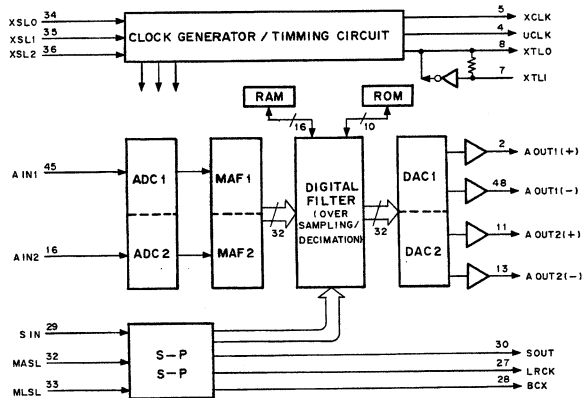 XSL0 34
XSL1 35
XSL2 36
CLOCK GENERATOR / TIMMING CIRCUIT
5 XCLK
4 UCLK
8 XTLO
7 XTLI
RAM
ROM
16
10
AIN1 45
AIN2 16
ADC1
ADC2
MAF1
MAF2
32
DIGITAL
FILTER
(OVER
SAMPLING/
DECIMATION)
32
DAC1
DAC2
2 AOUT1(+)
48 AOUT1(-)
11 AOUT2(+)
13 AOUT2(-)
SIN 29
MASL 32
MLSL 33
S-P
S-P
30 SOUT
27 LRCK
28 BCX